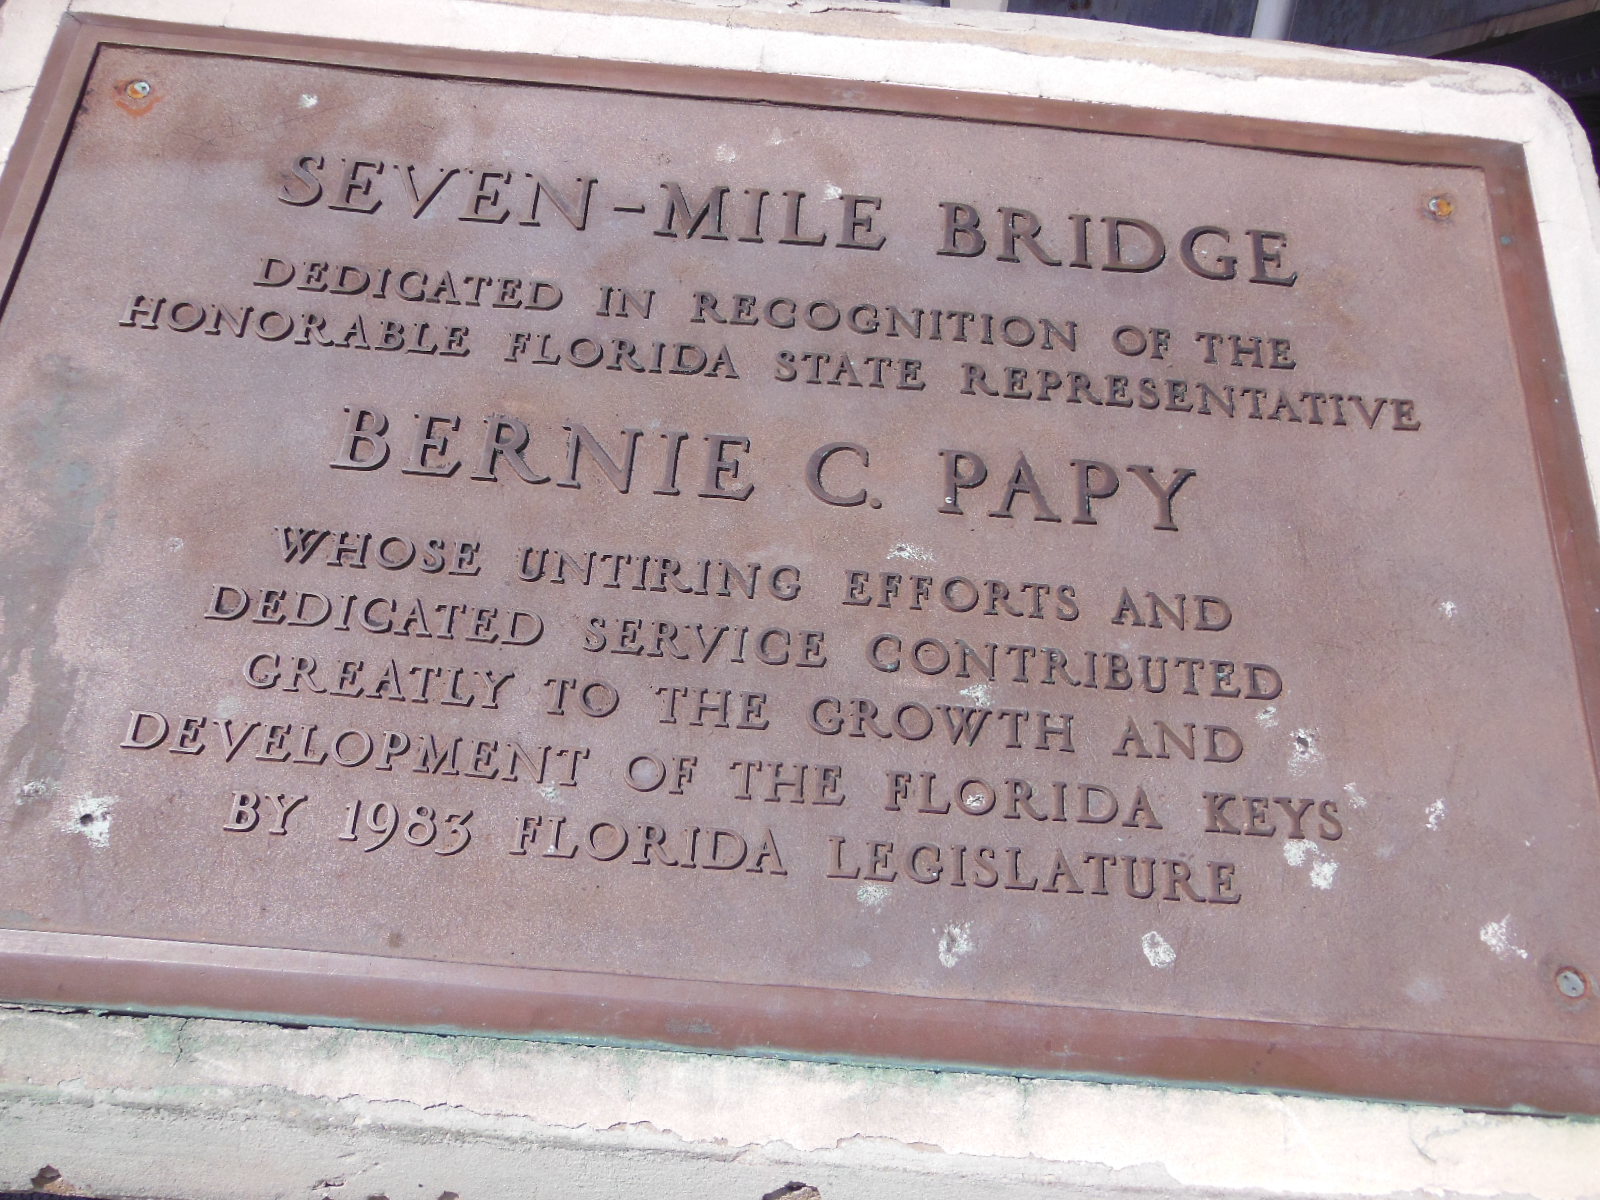 SEVEN-MILE BRIDGE
DEDICATED IN RECOGNITION OF THE
HONORABLE FLORIDA STATE REPRESENTATIVE
BERNIE C. PAPY
WHOSE UNTIRING EFFORTS AND
DEDICATED SERVICE CONTRIBUTED
GREATLY TO THE GROWTH AND
DEVELOPMENT OF THE FLORIDA KEYS
BY 1983 FLORIDA LEGISLATURE